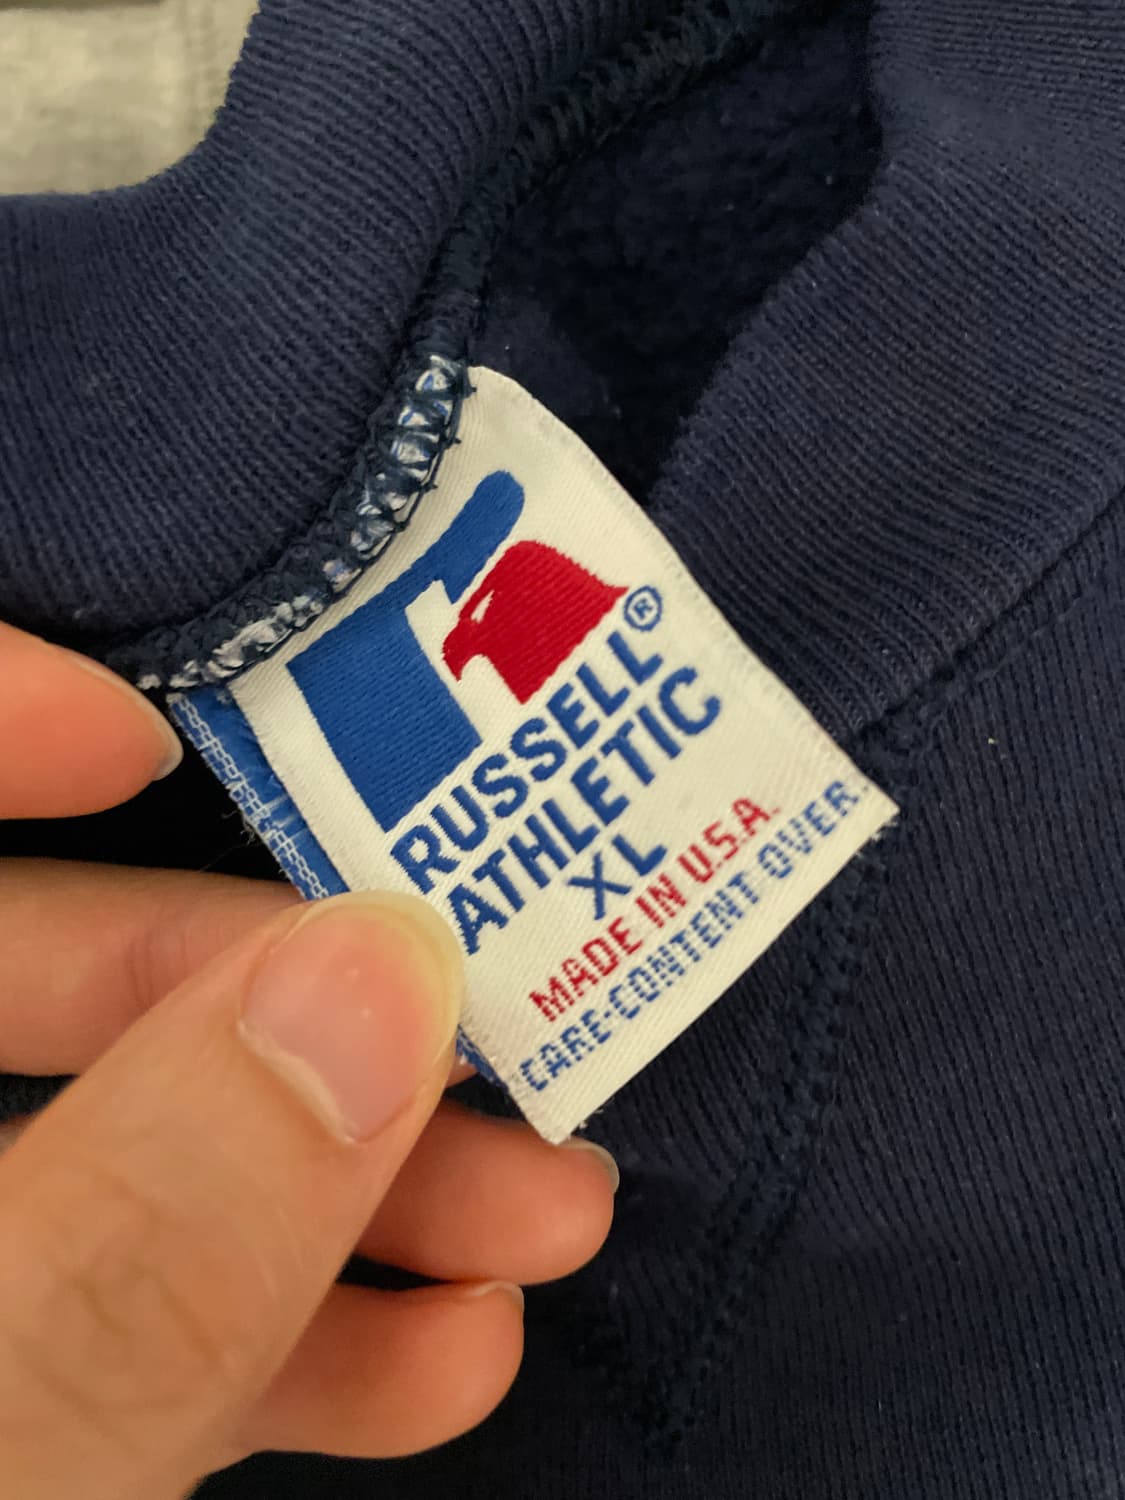 RUSSELL®
ATHLETIC
XL
MADE IN U.S.A.
CARE·CONTENT OVER.